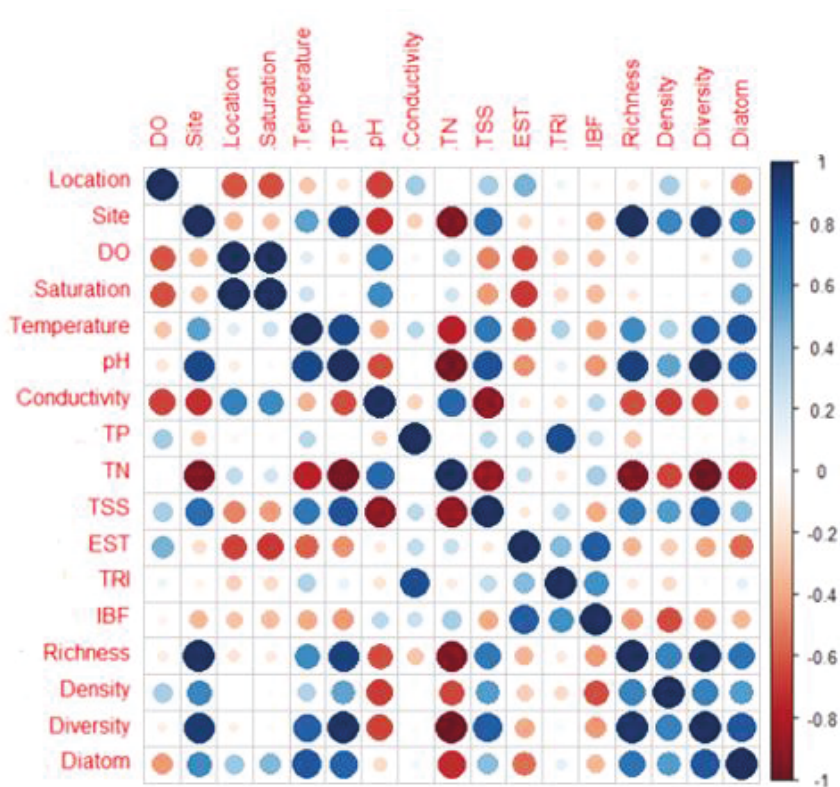 DO
Site
Location
Saturation
Temperature
TP
pH
Conductivity
TN
TSS
EST
TRI
IBF
Richness
Density
Diversity
Diatom
Location
Site
DO
Saturation
Temperature
pH
Conductivity
TP
TN
TSS
EST
TRI
IBF
Richness
Density
Diversity
Diatom
1
0.8
0.6
0.4
0.2
0
-0.2
-0.4
-0.6
-0.8
-1